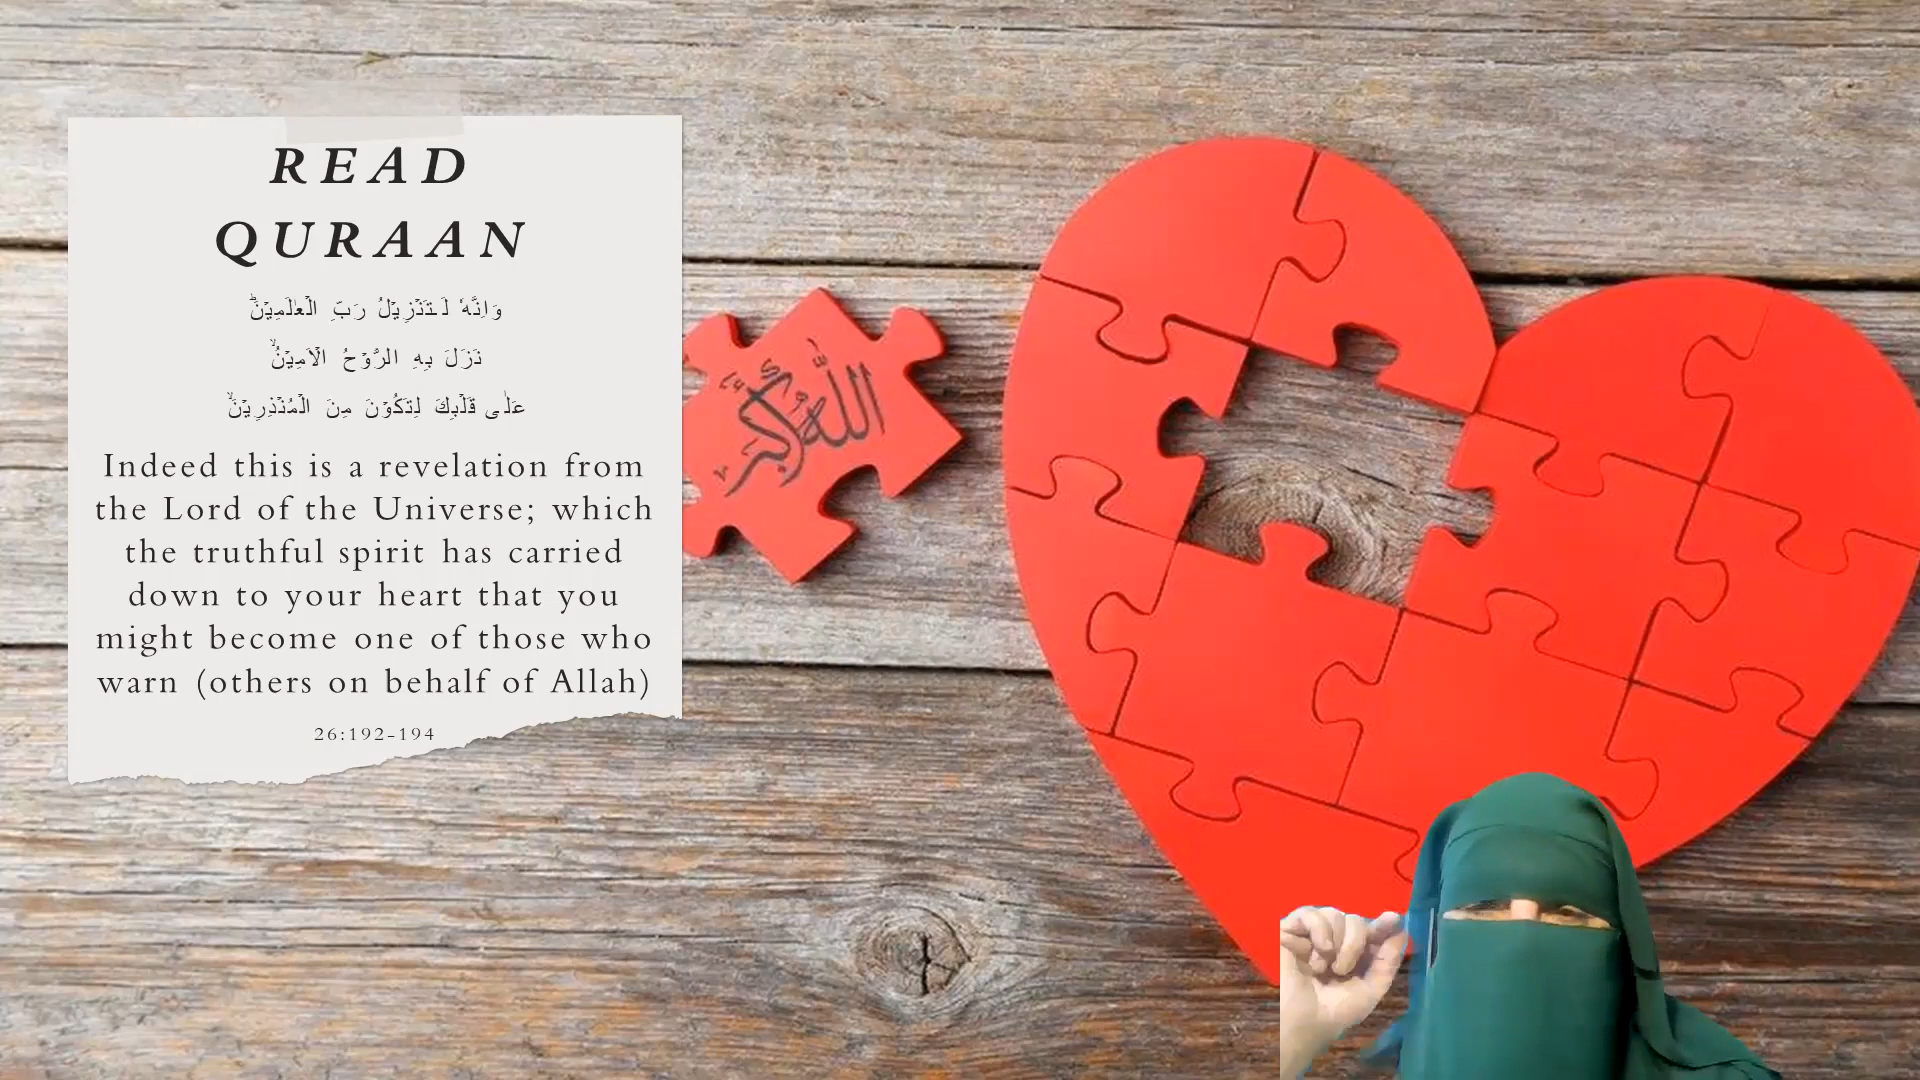 READ
QURAAN
وَاِنَّهٗ لَـتَنۡزِيۡلُ رَبِّ الۡعٰلَمِيۡنَؕ‏
نَزَلَ بِهِ الرُّوۡحُ الۡاَمِيۡنُۙ‏
عَلٰى قَلۡبِكَ لِتَكُوۡنَ مِنَ الۡمُنۡذِرِيۡنَۙ‏
Indeed this is a revelation from
the Lord of the Universe; which
the truthful spirit has carried
down to your heart that you
might become one of those who
warn (others on behalf of Allah)
26:192-194
الله أكبر